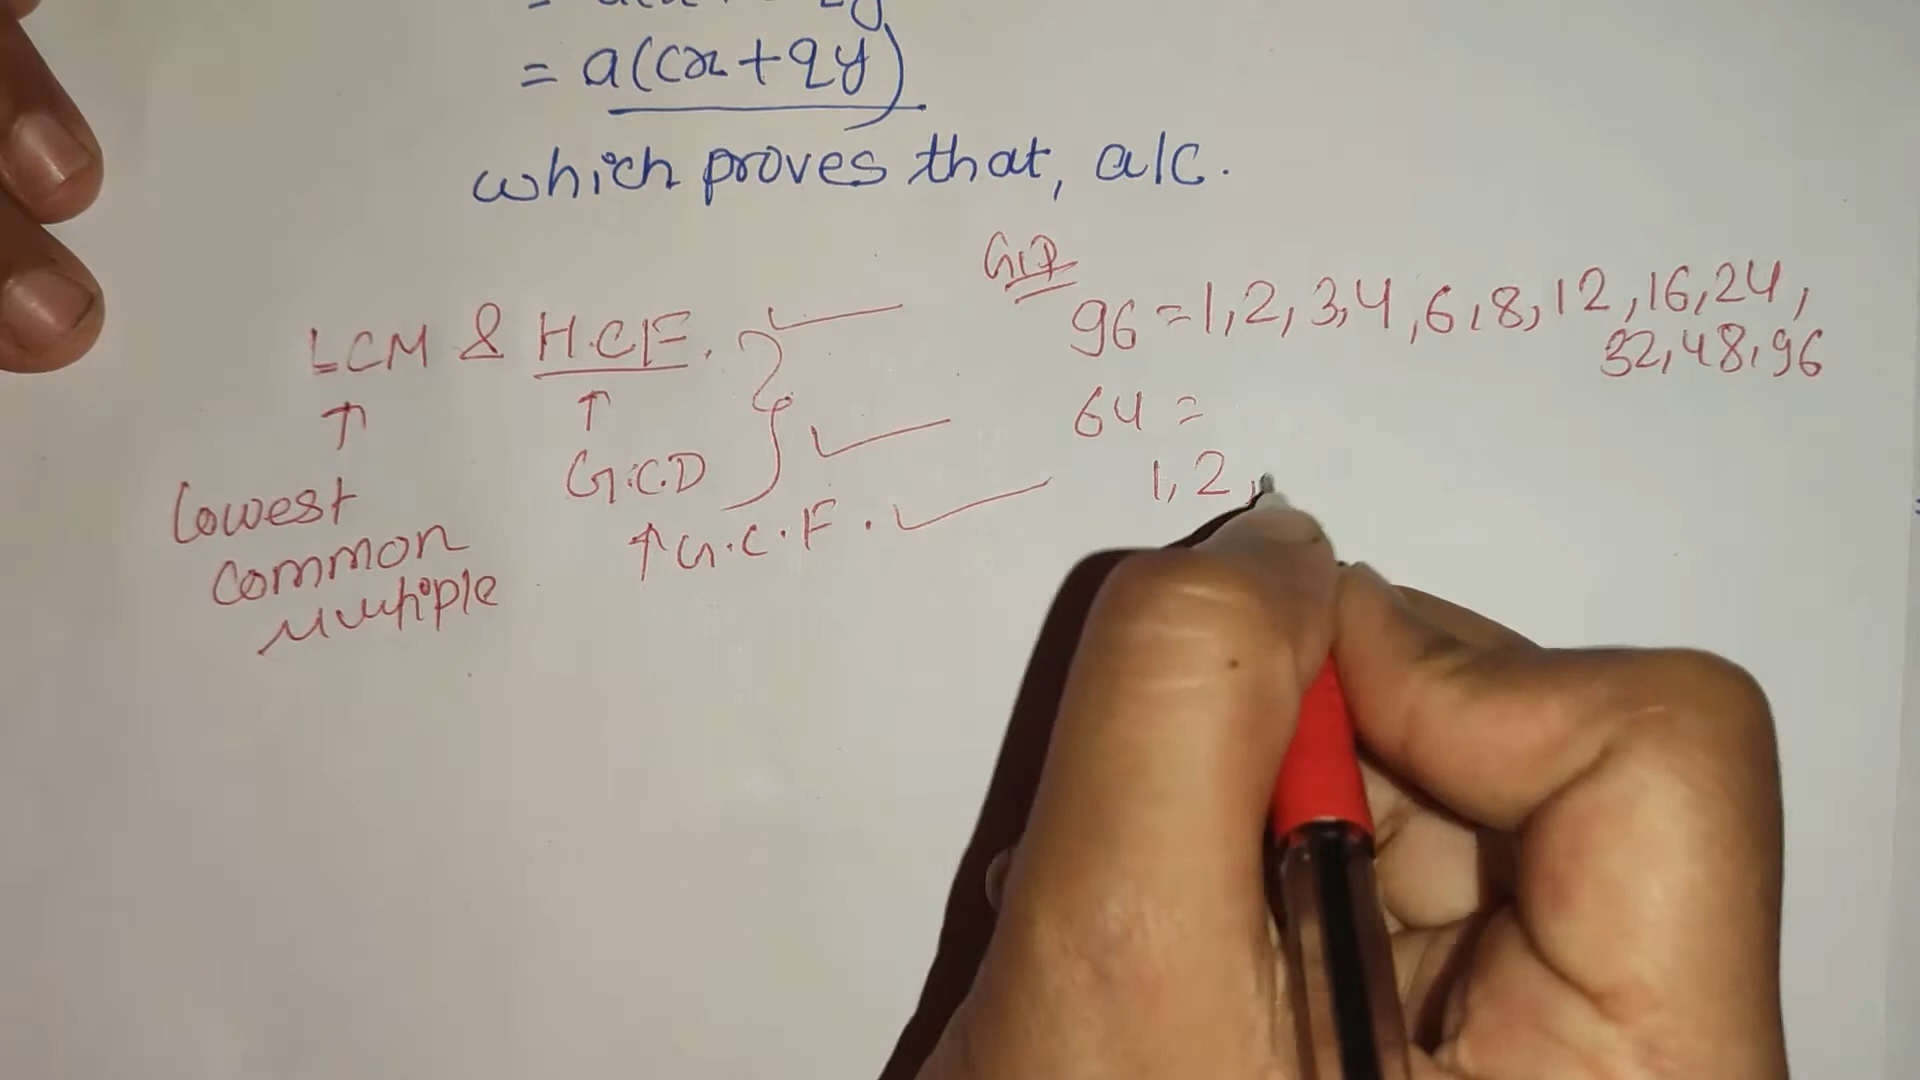 = a(cx+qy)
which proves that, a/c.
LCM & H.C.F.
↑ ↑
G.C.D
↑ G.C.F.
Lowest
common
Multiple
96 = 1, 2, 3, 4, 6, 8, 12, 16, 24,
32, 48, 96
64 =
1, 2,